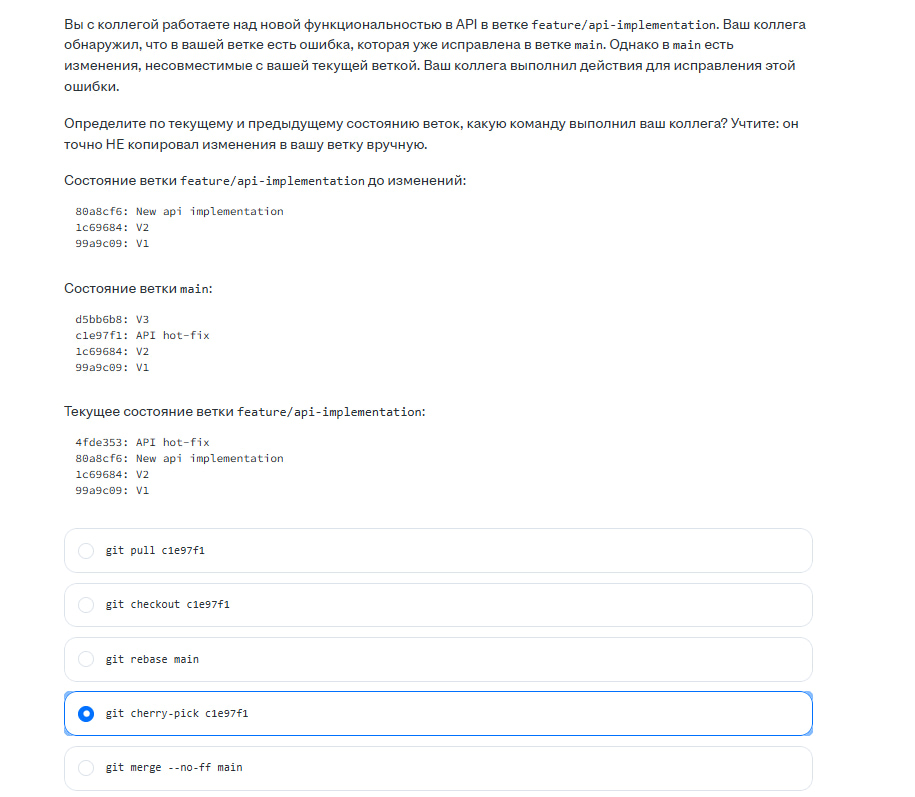 Вы с коллегой работаете над новой функциональностью в API в ветке feature/api-implementation. Ваш коллега
обнаружил, что в вашей ветке есть ошибка, которая уже исправлена в ветке main. Однако в main есть
изменения, несовместимые с вашей текущей веткой. Ваш коллега выполнил действия для исправления этой
ошибки.
Определите по текущему и предыдущему состоянию веток, какую команду выполнил ваш коллега? Учтите: он
точно НЕ копировал изменения в вашу ветку вручную.
Состояние ветки feature/api-implementation до изменений:
80a8cf6: New api implementation
1c69684: V2
99a9c09: V1
Состояние ветки main:
d5bb6b8: V3
c1e97f1: API hot-fix
1c69684: V2
99a9c09: V1
Текущее состояние ветки feature/api-implementation:
4fde353: API hot-fix
80a8cf6: New api implementation
1c69684: V2
99a9c09: V1
git pull c1e97f1
git checkout c1e97f1
git rebase main
git cherry-pick c1e97f1
git merge --no-ff main